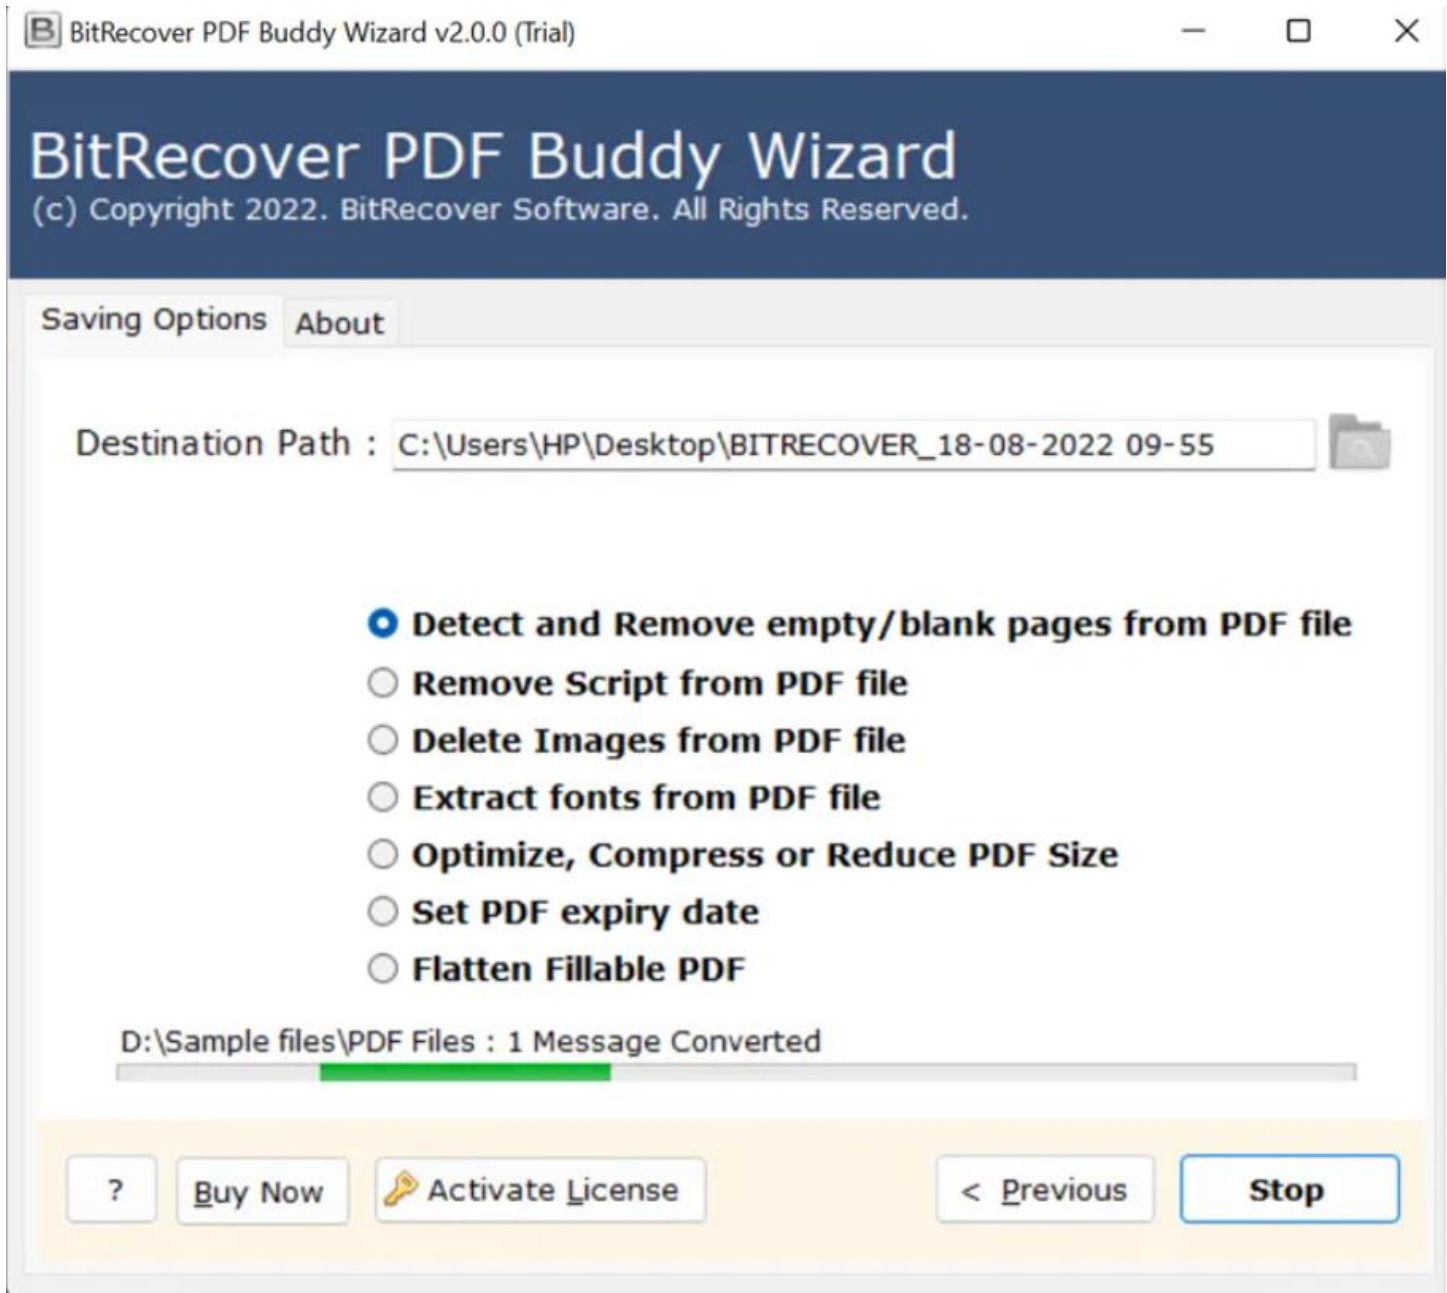 BitRecover PDF Buddy Wizard v2.0.0 (Trial)
BitRecover PDF Buddy Wizard
(c) Copyright 2022. BitRecover Software. All Rights Reserved.
Saving Options About
Destination Path : C:\Users\HP\Desktop\BITRECOVER_18-08-2022 09-55
Detect and Remove empty/blank pages from PDF file
Remove Script from PDF file
Delete Images from PDF file
Extract fonts from PDF file
Optimize, Compress or Reduce PDF Size
Set PDF expiry date
Flatten Fillable PDF
D:\Sample files\PDF Files : 1 Message Converted
? Buy Now Activate License < Previous Stop